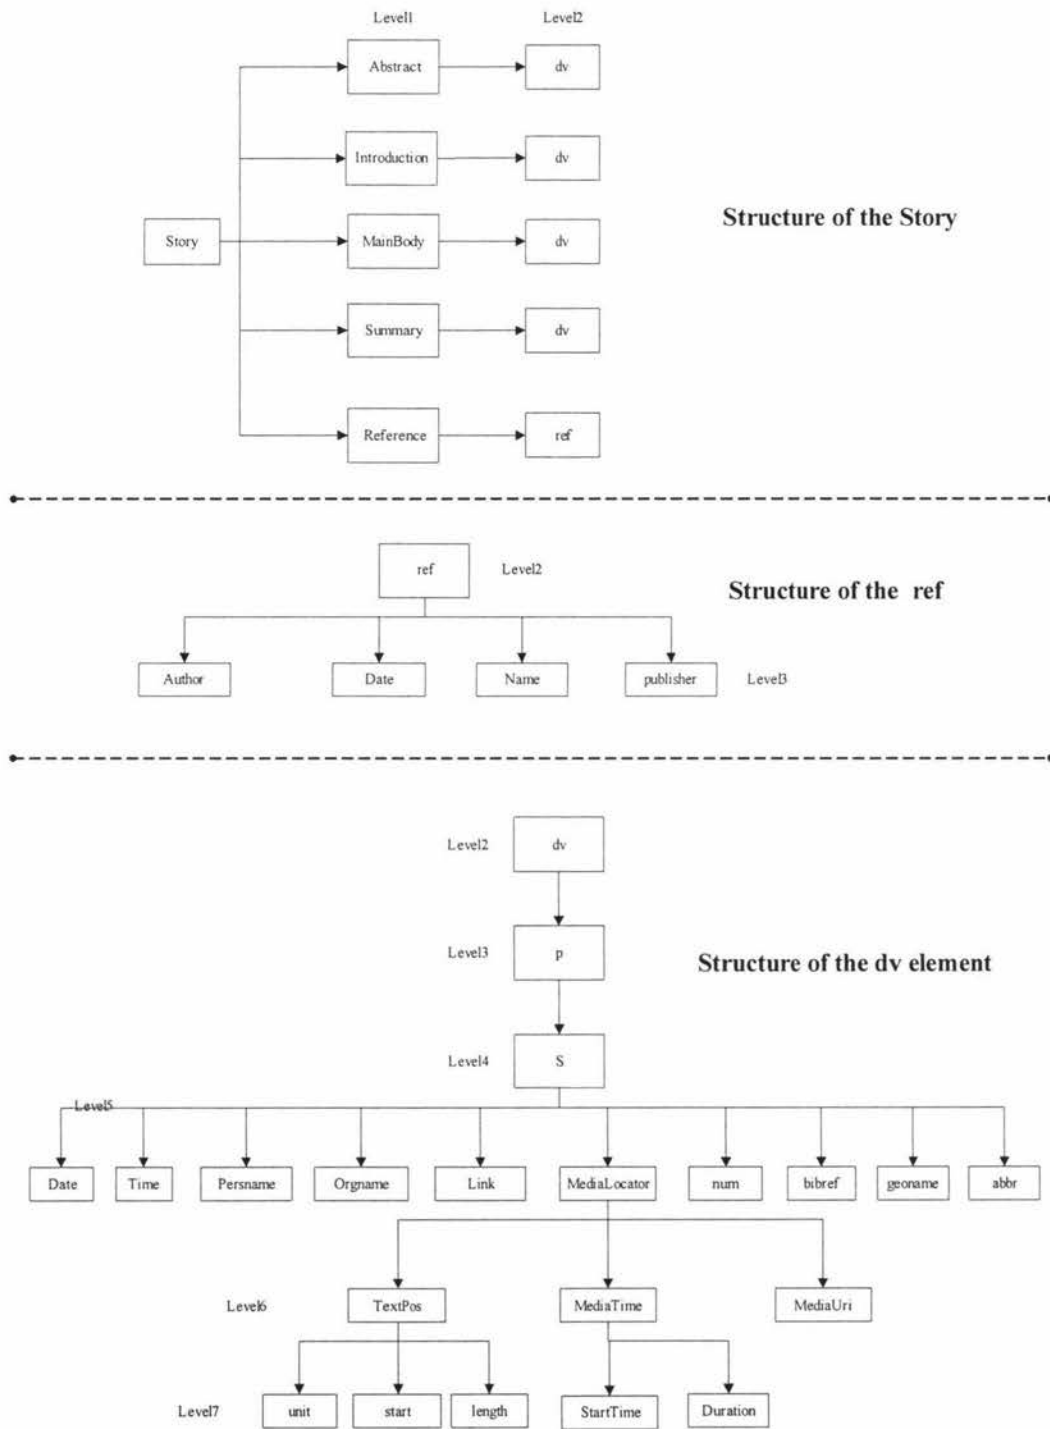 Level1 Level2
Abstract dv
Introduction dv
Structure of the Story
Story MainBody dv
Summary dv
Reference ref
ref Level2
Structure of the ref
Author Date Name publisher Level3
Level2 dv
Level3 p
Structure of the dv element
Level4 S
Level5
Date Time Persname Orgname Link MediaLocator num bibref geoname abbr
Level6 TextPos MediaTime MediaUri
Level7 unit start length StartTime Duration